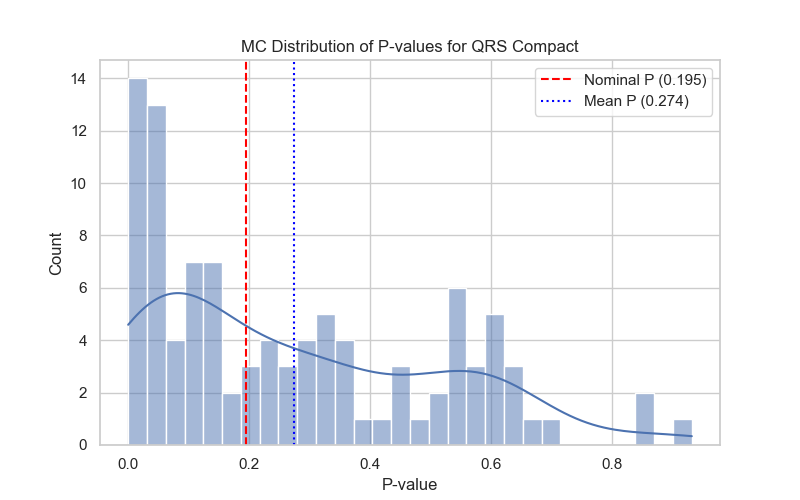 MC Distribution of P-values for QRS Compact
Nominal P (0.195)
Mean P (0.274)
Count
14
12
10
8
6
4
2
0
0.0 0.2 0.4 0.6 0.8
P-value